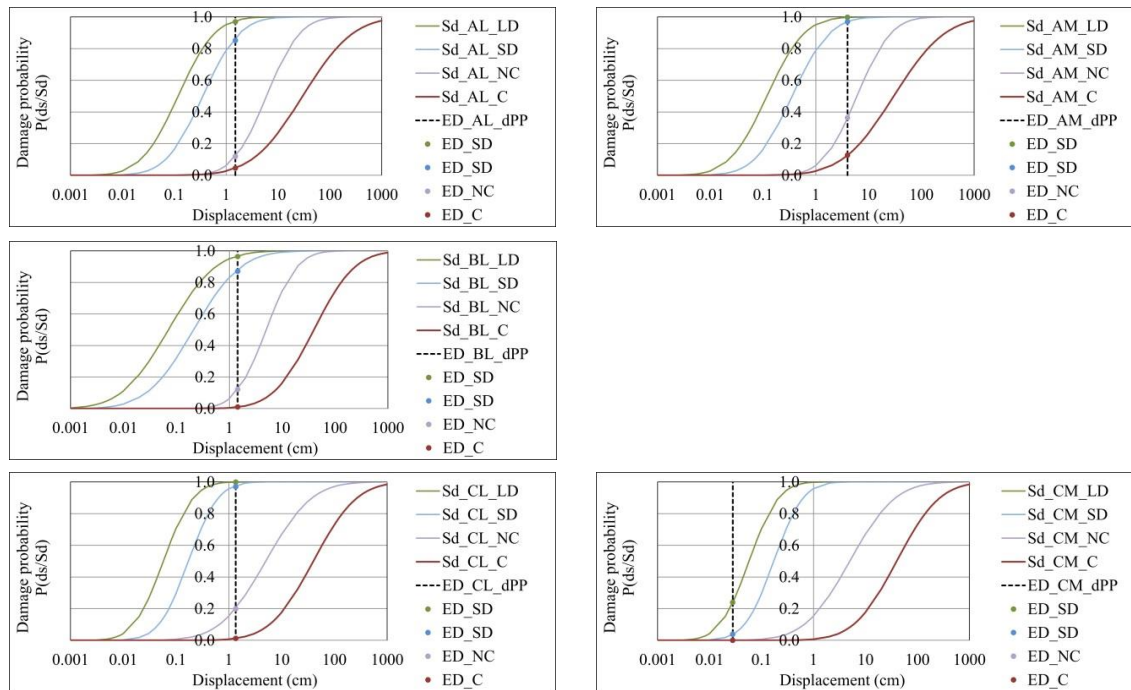 Damage probability
P(ds/Sd)
1.0
0.8
0.6
0.4
0.2
0.0
0.001 0.01 0.1 1 10 100 1000
Displacement (cm)
Sd_AL_LD
Sd_AL_SD
Sd_AL_NC
Sd_AL_C
ED_AL_dPP
ED_SD
ED_SD
ED_NC
ED_C
Damage probability
P(ds/Sd)
1.0
0.8
0.6
0.4
0.2
0.0
0.001 0.01 0.1 1 10 100 1000
Displacement (cm)
Sd_AM_LD
Sd_AM_SD
Sd_AM_NC
Sd_AM_C
ED_AM_dPP
ED_SD
ED_SD
ED_NC
ED_C
Damage probability
P(ds/Sd)
1.0
0.8
0.6
0.4
0.2
0.0
0.001 0.01 0.1 1 10 100 1000
Displacement (cm)
Sd_BL_LD
Sd_BL_SD
Sd_BL_NC
Sd_BL_C
ED_BL_dPP
ED_SD
ED_SD
ED_NC
ED_C
Damage probability
P(ds/Sd)
1.0
0.8
0.6
0.4
0.2
0.0
0.001 0.01 0.1 1 10 100 1000
Displacement (cm)
Sd_CL_LD
Sd_CL_SD
Sd_CL_NC
Sd_CL_C
ED_CL_dPP
ED_SD
ED_SD
ED_NC
ED_C
Damage probability
P(ds/Sd)
1.0
0.8
0.6
0.4
0.2
0.0
0.001 0.01 0.1 1 10 100 1000
Displacement (cm)
Sd_CM_LD
Sd_CM_SD
Sd_CM_NC
Sd_CM_C
ED_CM_dPP
ED_SD
ED_SD
ED_NC
ED_C